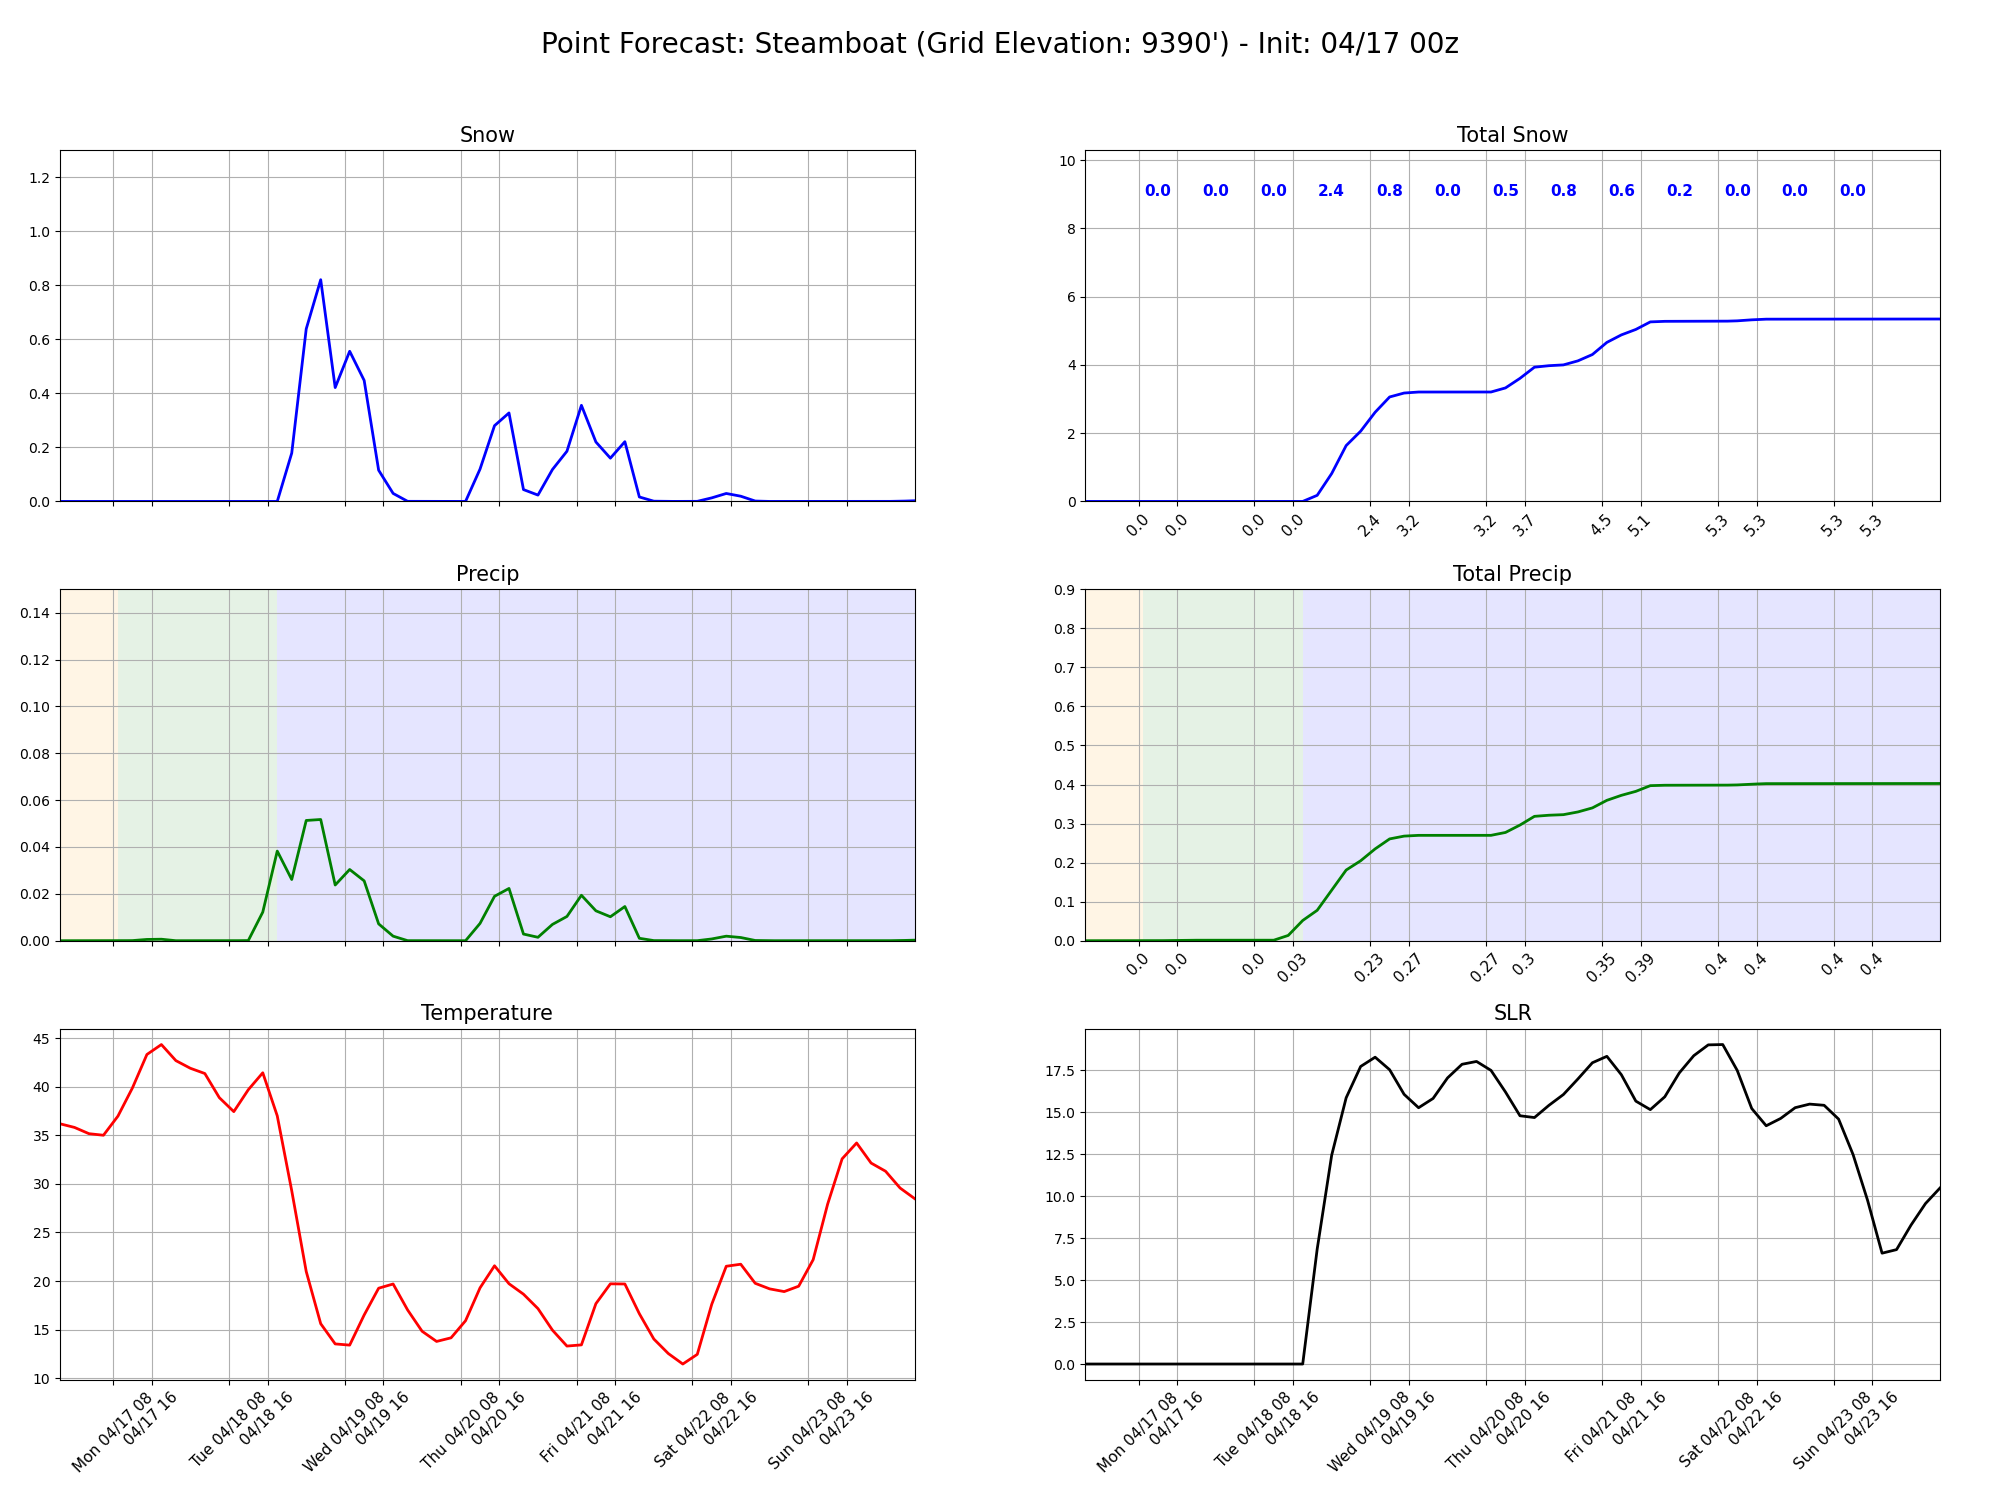 Point Forecast: Steamboat (Grid Elevation: 9390') - Init: 04/17 00z
Snow
1.2
1.0
0.8
0.6
0.4
0.2
0.0
Total Snow
10
8
6
4
2
0
0.0 0.0 0.0 2.4 0.8 0.0 0.5 0.8 0.6 0.2 0.0 0.0 0.0
0.0 0.0 0.0 0.0 2.4 3.2 3.2 3.7 4.5 5.1 5.3 5.3 5.3 5.3
Precip
0.14
0.12
0.10
0.08
0.06
0.04
0.02
0.00
Total Precip
0.9
0.8
0.7
0.6
0.5
0.4
0.3
0.2
0.1
0.0
0.0 0.0 0.0 0.03 0.23 0.27 0.27 0.3 0.35 0.39 0.4 0.4 0.4 0.4
Temperature
45
40
35
30
25
20
15
10
Mon 04/17 08
04/17 16
Tue 04/18 08
04/18 16
Wed 04/19 08
04/19 16
Thu 04/20 08
04/20 16
Fri 04/21 08
04/21 16
Sat 04/22 08
04/22 16
Sun 04/23 08
04/23 16
SLR
17.5
15.0
12.5
10.0
7.5
5.0
2.5
0.0
Mon 04/17 08
04/17 16
Tue 04/18 08
04/18 16
Wed 04/19 08
04/19 16
Thu 04/20 08
04/20 16
Fri 04/21 08
04/21 16
Sat 04/22 08
04/22 16
Sun 04/23 08
04/23 16